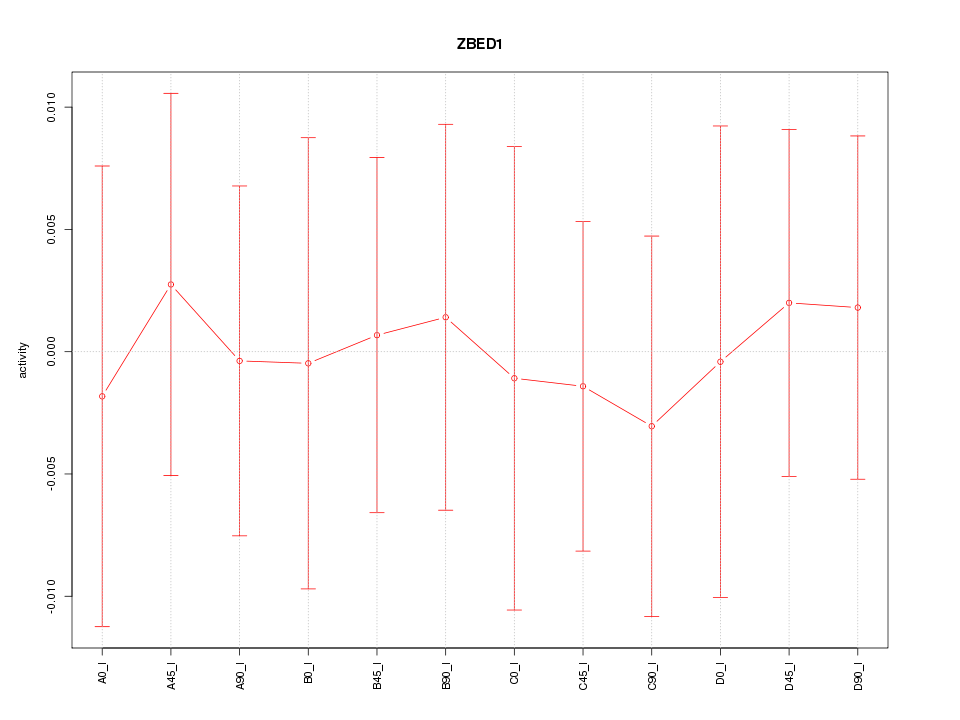 ZBED1
activity
0.010
0.005
0.000
-0.005
-0.010
A0_I
A45_I
A90_I
B0_I
B45_I
B90_I
C0_I
C45_I
C90_I
D0_I
D45_I
D90_I